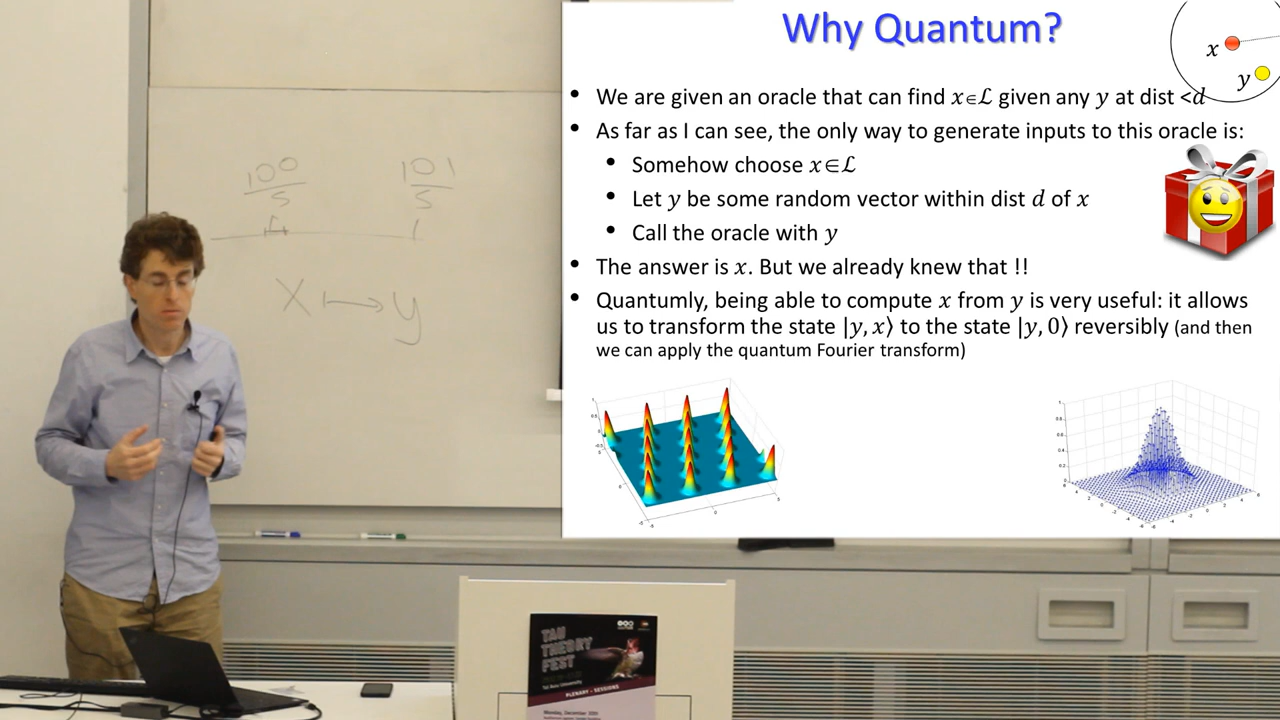 Why Quantum?
x
y
• We are given an oracle that can find x∈ℒ given any y at dist <d
• As far as I can see, the only way to generate inputs to this oracle is:
• Somehow choose x∈ℒ
• Let y be some random vector within dist d of x
• Call the oracle with y
• The answer is x. But we already knew that !!
• Quantumly, being able to compute x from y is very useful: it allows
us to transform the state |y, x⟩ to the state |y, 0⟩ reversibly (and then
we can apply the quantum Fourier transform)
100
5
101
5
X ↦ y
TAU
THEORY
FEST
PLENARY - SESSIONS